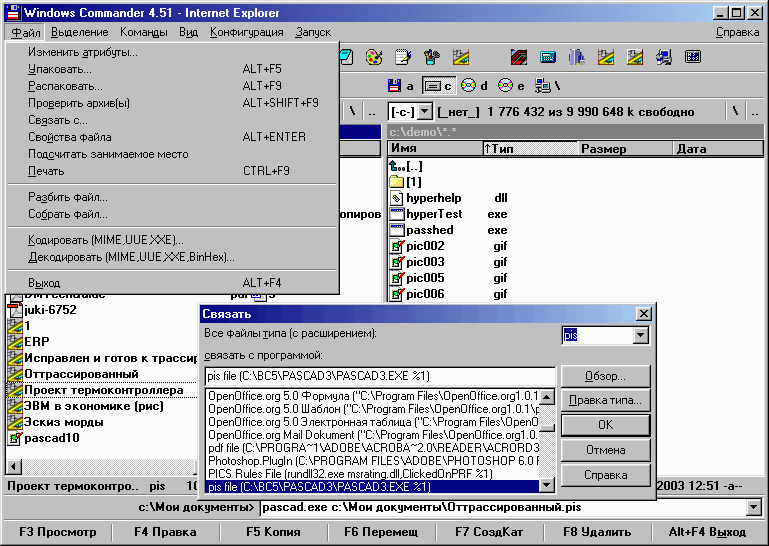 Windows Commander 4.51 - Internet Explorer
Файл Выделение Команды Вид Конфигурация Запуск Справка
Изменить атрибуты...
Упаковать... ALT+F5
Распаковать... ALT+F9
Проверить архив(ы) ALT+SHIFT+F9
Связать с...
Свойства файла ALT+ENTER
Подсчитать занимаемое место
Печать CTRL+F9
Разбить файл...
Собрать файл...
Кодировать (MIME,UUE,XXE)...
Декодировать (MIME,UUE,XXE,BinHex)...
Выход ALT+F4
a c d e \
\ .. [-c-] [_нет_] 1 776 432 из 9 990 648 k свободно \ ..
c:\demo\*.*
Имя ↑Тип Размер Дата
[..]
[1]
hyperhelp dll
hyperTest exe
passhed exe
pic002 gif
pic003 gif
pic005 gif
pic006 gif
juki-6752
1
ERP
Исправлен и готов к трассир
Оттрассированный
Проект термоконтроллера
ЭВМ в экономике (рис)
Эскиз морды
pascad10
Связать
Все файлы типа (с расширением): pis
связать с программой:
pis file (C:\BC5\PASCAD3\PASCAD3.EXE %1)
OpenOffice.org 5.0 Формула ("C:\Program Files\OpenOffice.org1.0.1
OpenOffice.org 5.0 Шаблон ("C:\Program Files\OpenOffice.org1.0.1\p
OpenOffice.org 5.0 Электронная таблица ("C:\Program Files\OpenOf
OpenOffice.org Mail Dokument ("C:\Program Files\OpenOffice.org1.0.
pdf file (C:\PROGRA~1\ADOBE\ACROBA~2.0\READER\ACRORD3
Photoshop.PlugIn (C:\PROGRAM FILES\ADOBE\PHOTOSHOP 6.0 F
PICS Rules File (rundll32.exe msrating.dll,ClickedOnPRF %1)
pis file (C:\BC5\PASCAD3\PASCAD3.EXE %1)
Обзор...
Правка типа...
OK
Отмена
Справка
Проект термоконтро.. pis 2003 12:51 -a--
c:\Мои документы> pascad.exe c:\Мои документы\Оттрассированный.pis
F3 Просмотр F4 Правка F5 Копия F6 Перемещ F7 СоздКат F8 Удалить Alt+F4 Выход